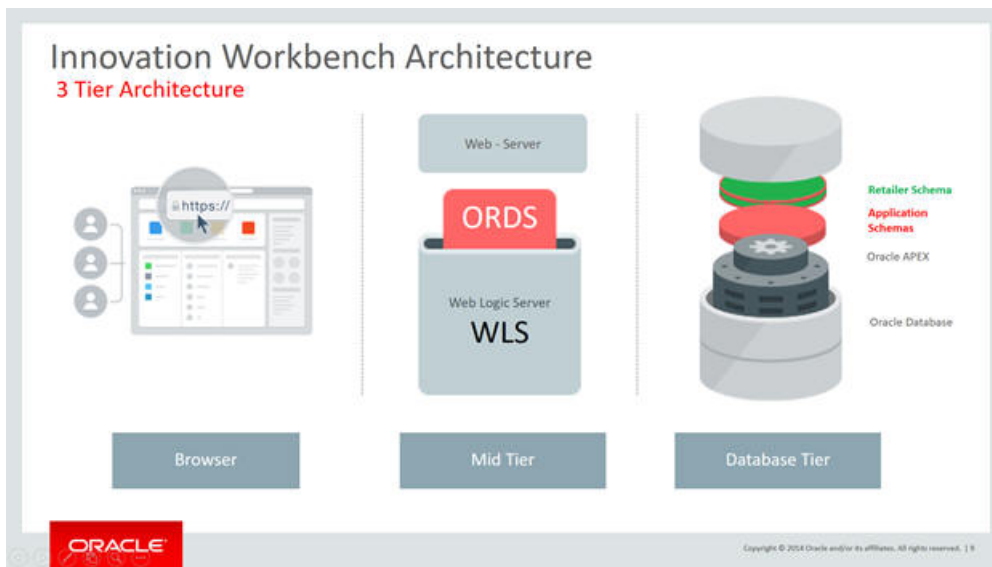 Innovation Workbench Architecture
3 Tier Architecture
https://
Web - Server
ORDS
Web Logic Server
WLS
Retailer Schema
Application
Schemas
Oracle APEX
Oracle Database
Browser
Mid Tier
Database Tier
ORACLE
Copyright © 2014 Oracle and/or its affiliates. All rights reserved. | 9